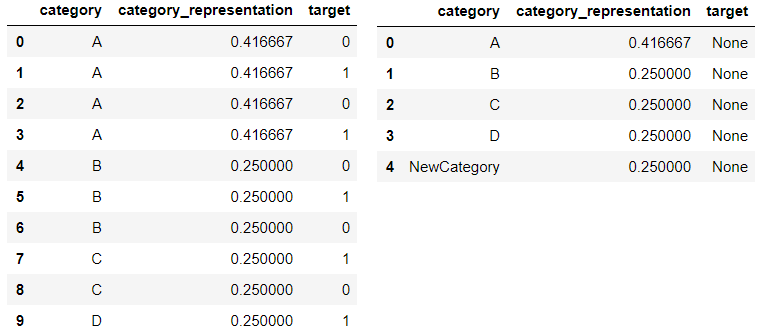 category category_representation target
0 A 0.416667 0
1 A 0.416667 1
2 A 0.416667 0
3 A 0.416667 1
4 B 0.250000 0
5 B 0.250000 1
6 B 0.250000 0
7 C 0.250000 1
8 C 0.250000 0
9 D 0.250000 1
category category_representation target
0 A 0.416667 None
1 B 0.250000 None
2 C 0.250000 None
3 D 0.250000 None
4 NewCategory 0.250000 None